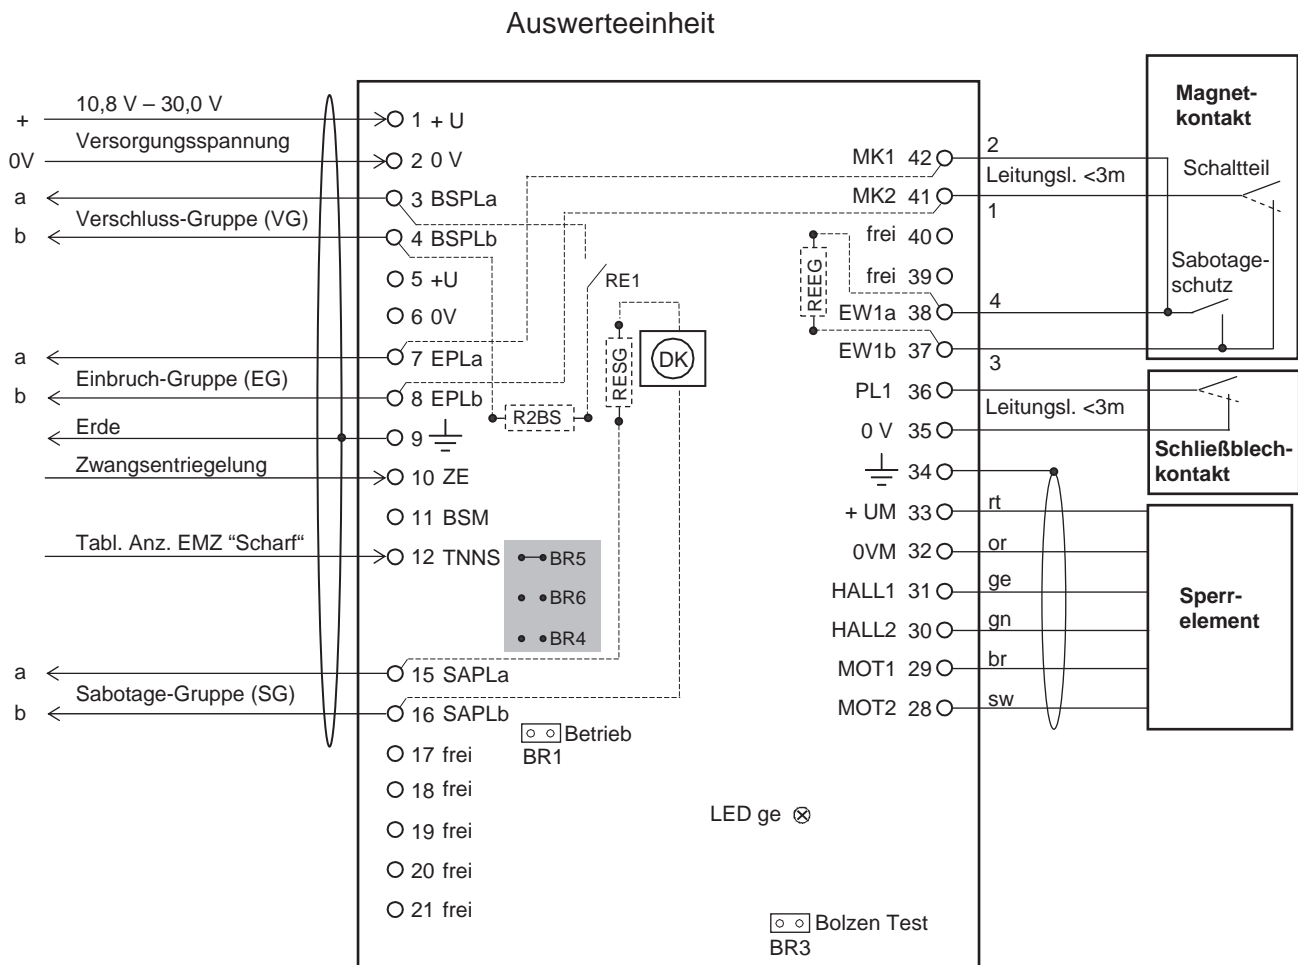 Auswerteeinheit
+
10,8 V – 30,0 V
1 + U
0V
Versorgungsspannung
2 0 V
a
3 BSPLa
Verschluss-Gruppe (VG)
b
4 BSPLb
5 +U
6 0V
a
7 EPLa
Einbruch-Gruppe (EG)
b
8 EPLb
Erde
9
Zwangsentriegelung
10 ZE
11 BSM
Tabl. Anz. EMZ “Scharf“
12 TNNS
BR5
BR6
BR4
a
15 SAPLa
Sabotage-Gruppe (SG)
b
16 SAPLb
17 frei
18 frei
19 frei
20 frei
21 frei
RE1
RESG
DK
R2BS
REEG
Betrieb
BR1
LED ge
Bolzen Test
BR3
MK1 42
2
Leitungsl. <3m
MK2 41
1
frei 40
frei 39
EW1a 38
4
EW1b 37
3
PL1 36
Leitungsl. <3m
0 V 35
34
+ UM 33
rt
0VM 32
or
HALL1 31
ge
HALL2 30
gn
MOT1 29
br
MOT2 28
sw
Magnet-
kontakt
Schaltteil
Sabotage-
schutz
Schließblech-
kontakt
Sperr-
element